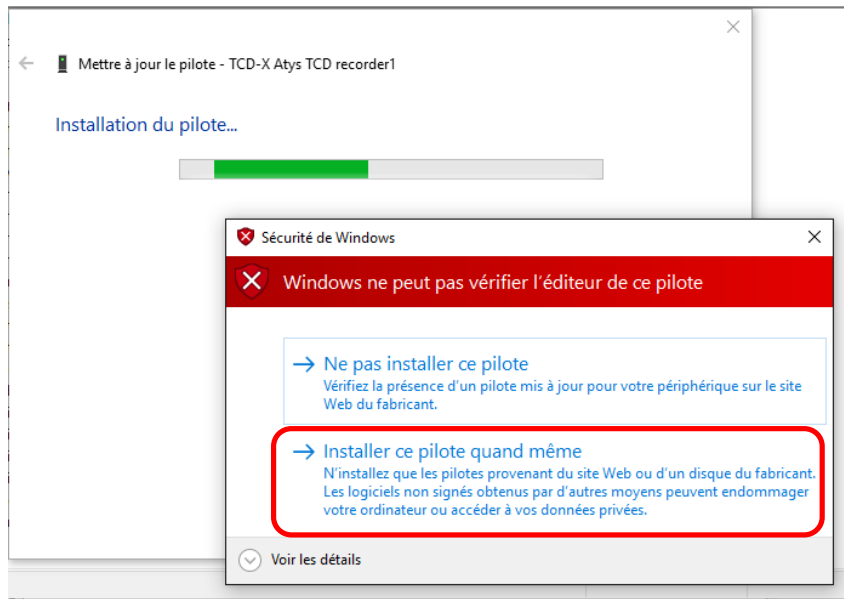 Mettre à jour le pilote - TCD-X Atys TCD recorder1
Installation du pilote...
Sécurité de Windows
Windows ne peut pas vérifier l'éditeur de ce pilote
Ne pas installer ce pilote
Vérifiez la présence d'un pilote mis à jour pour votre périphérique sur le site
Web du fabricant.
Installer ce pilote quand même
N'installez que les pilotes provenant du site Web ou d'un disque du fabricant.
Les logiciels non signés obtenus par d'autres moyens peuvent endommager
votre ordinateur ou accéder à vos données privées.
Voir les détails